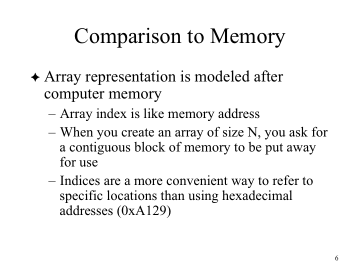 Comparison to Memory
✦ Array representation is modeled after
computer memory
– Array index is like memory address
– When you create an array of size N, you ask for
a contiguous block of memory to be put away
for use
– Indices are a more convenient way to refer to
specific locations than using hexadecimal
addresses (0xA129)
6